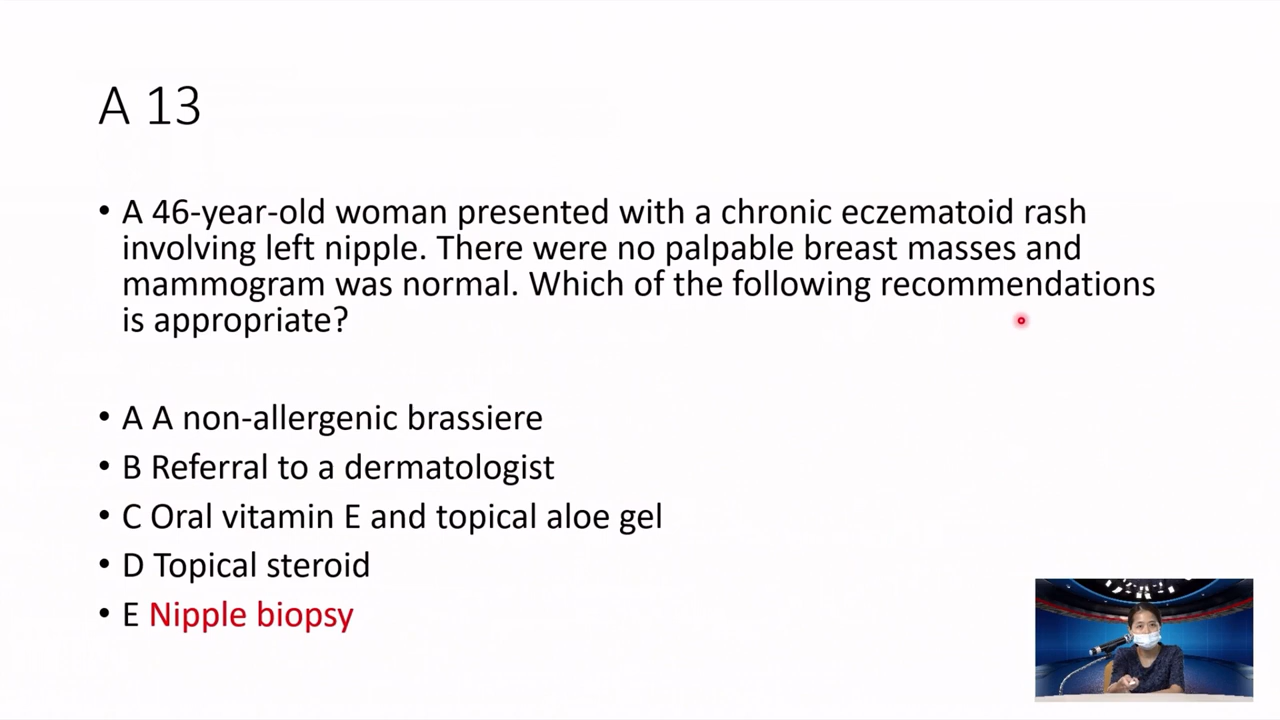 A 13
• A 46-year-old woman presented with a chronic eczematoid rash
involving left nipple. There were no palpable breast masses and
mammogram was normal. Which of the following recommendations
is appropriate?
• A A non-allergenic brassiere
• B Referral to a dermatologist
• C Oral vitamin E and topical aloe gel
• D Topical steroid
• E Nipple biopsy